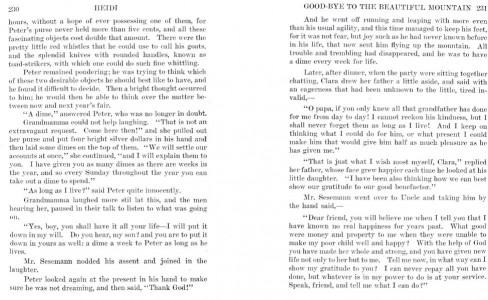 230 HEIDI
hours, without a hope of ever possessing one of them, for
Peter's purse never held more than five cents, and all these
fascinating objects cost double that amount. There were the
pretty little red whistles that he could use to call his goats,
and the splendid knives with rounded handles, known as
toad-strikers, with which one could do such fine whittling.
Peter remained pondering; he was trying to think which
of these two desirable objects he should best like to have, and
he found it difficult to decide. Then a bright thought occurred
to him; he would then be able to think over the matter be-
tween now and next year's fair.
"A dime," answered Peter, who was no longer in doubt.
Grandmamma could not help laughing. "That is not an
extravagant request. Come here then!" and she pulled out
her purse and put four bright silver dollars in his hand and
then laid some dimes on the top of them. "We will settle our
accounts at once," she continued, "and I will explain them to
you. I have given you as many dimes as there are weeks in
the year, and so every Sunday throughout the year you can
take out a dime to spend."
"As long as I live?" said Peter quite innocently.
Grandmamma laughed more still at this, and the men
hearing her, paused in their talk to listen to what was going
on.
"Yes, boy, you shall have it all your life—I will put it
down in my will. Do you hear, my son? and you are to put it
down in yours as well: a dime a week to Peter as long as he
lives.
Mr. Sesemann nodded his assent and joined in the
laughter.
Peter looked again at the present in his hand to make
sure he was not dreaming, and then said, "Thank God!"
GOOD-BYE TO THE BEAUTIFUL MOUNTAIN 231
And he went off running and leaping with more even
than his usual agility, and this time managed to keep his feet,
for it was not fear, but joy such as he had never known before
in his life, that now sent him flying up the mountain. All
trouble and trembling had disappeared, and he was to have
a dime every week for life.
Later, after dinner, when the party were sitting together
chatting, Clara drew her father a little aside, and said with
an eagerness that had been unknown to the little, tired in-
valid,—
"O papa, if you only knew all that grandfather has done
for me from day to day! I cannot reckon his kindness, but I
shall never forget them as long as I live! And I keep on
thinking what I could do for him, or what present I could
make him that would give him half as much pleasure as he
has given me."
"That is just what I wish most myself, Clara," replied
her father, whose face grew happier each time he looked at his
little daughter. "I have been also thinking how we can best
show our gratitude to our good benefactor."
Mr. Sesemann went over to Uncle and taking him by
the hand said,—
"Dear friend, you will believe me when I tell you that I
have known no real happiness for years past. What good
were money and property to me when they were unable to
make my poor child well and happy? With the help of God
you have made her whole and strong, and you have given new
life not only to her but to me. Tell me now, in what way can I
show my gratitude to you? I can never repay all you have
done, but whatever is in my power to do is at your service.
Speak, friend, and tell me what I can do?"